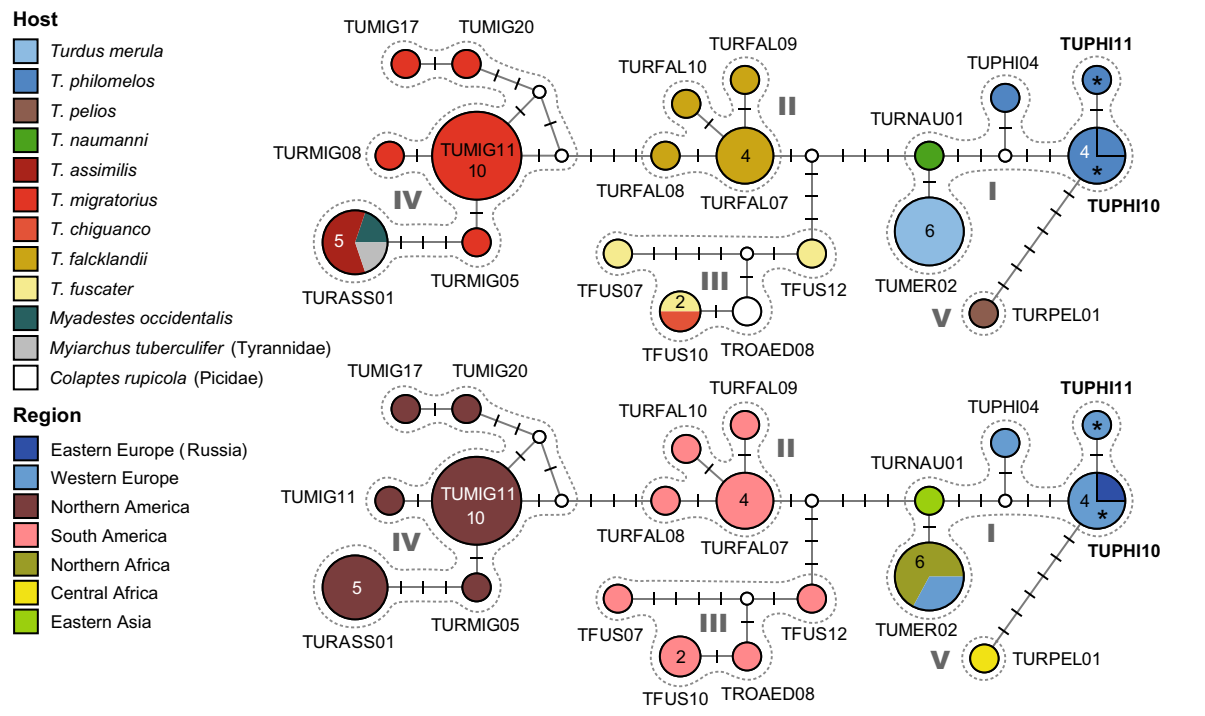 Host
Turdus merula
T. philomelos
T. pelios
T. naumanni
T. assimilis
T. migratorius
T. chiguanco
T. falcklandii
T. fuscater
Myadestes occidentalis
Myiarchus tuberculifer (Tyrannidae)
Colaptes rupicola (Picidae)
Region
Eastern Europe (Russia)
Western Europe
Northern America
South America
Northern Africa
Central Africa
Eastern Asia
TUMIG17
TUMIG20
TURMIG08
TUMIG11
10
IV
5
TURASS01
TURMIG05
TURFAL10
TURFAL09
II
4
TURFAL08
TURFAL07
TFUS07
III
2
TFUS10
TROAED08
TFUS12
TURNAU01
TUPHI04
TUPHI11
*
4
*
TUPHI10
I
6
TUMER02
V
TURPEL01
TUMIG17
TUMIG20
TUMIG11
TUMIG11
10
IV
5
TURASS01
TURMIG05
TURFAL10
TURFAL09
II
4
TURFAL08
TURFAL07
TFUS07
III
2
TFUS10
TROAED08
TFUS12
TURNAU01
TUPHI04
TUPHI11
*
4
*
TUPHI10
I
6
TUMER02
V
TURPEL01